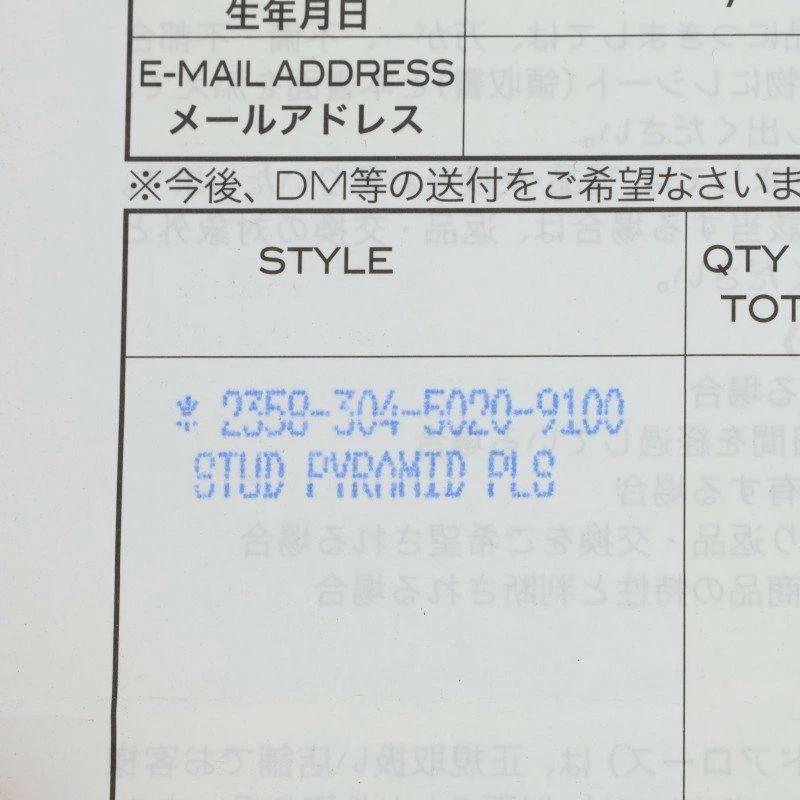 生年月日
E-MAIL ADDRESS
メールアドレス
※今後、DM等の送付をご希望なさいま
STYLE
QTY
TOT
* 2358-304-5020-9100
STUD PYRAMID PLS